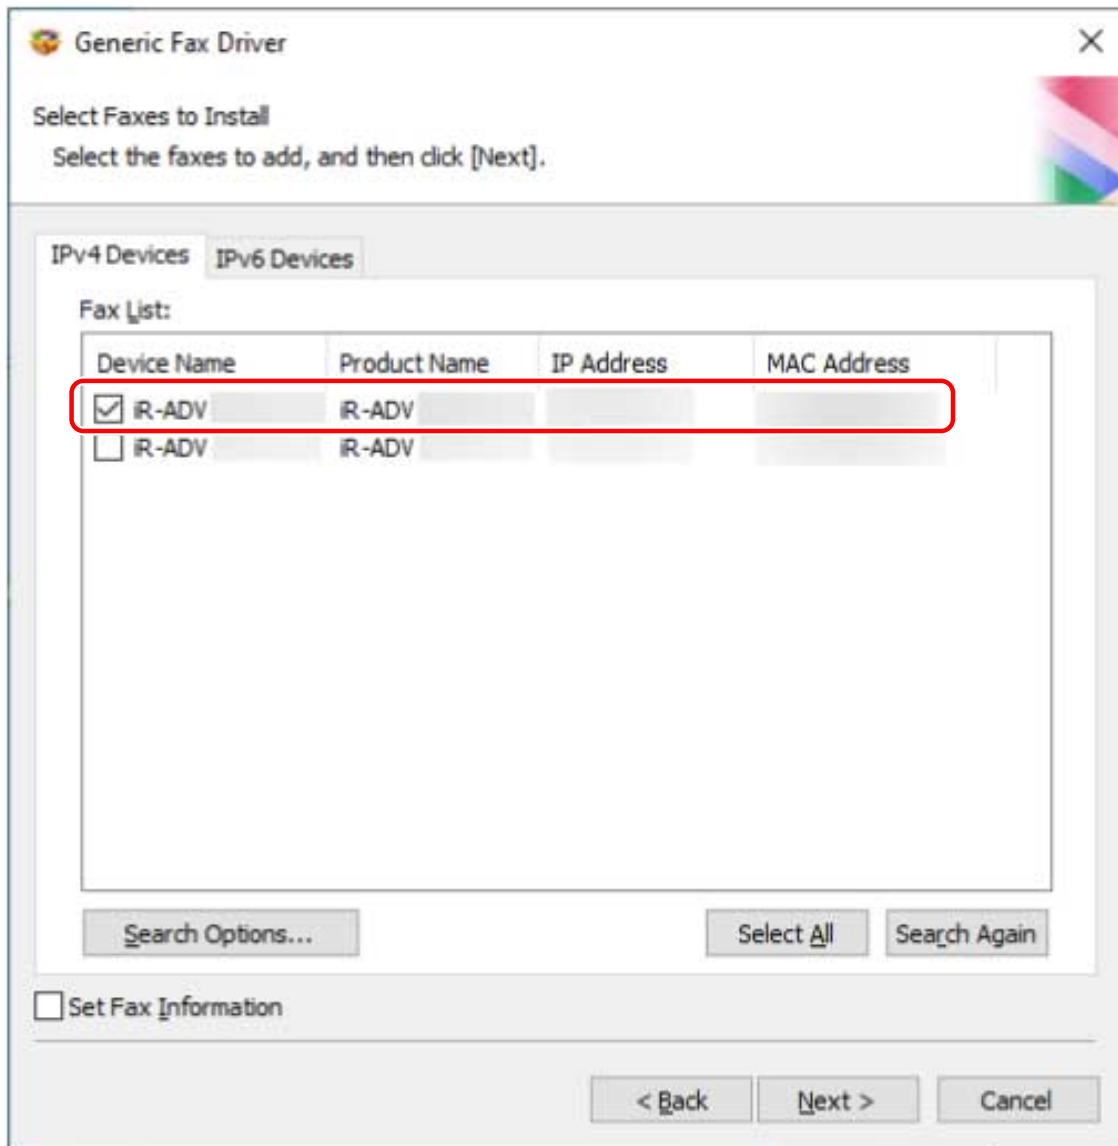 Generic Fax Driver
Select Faxes to Install
Select the faxes to add, and then click [Next].
IPv4 Devices IPv6 Devices
Fax List:
Device Name Product Name IP Address MAC Address
iR-ADV iR-ADV
iR-ADV iR-ADV
Search Options... Select All Search Again
Set Fax Information
< Back Next > Cancel